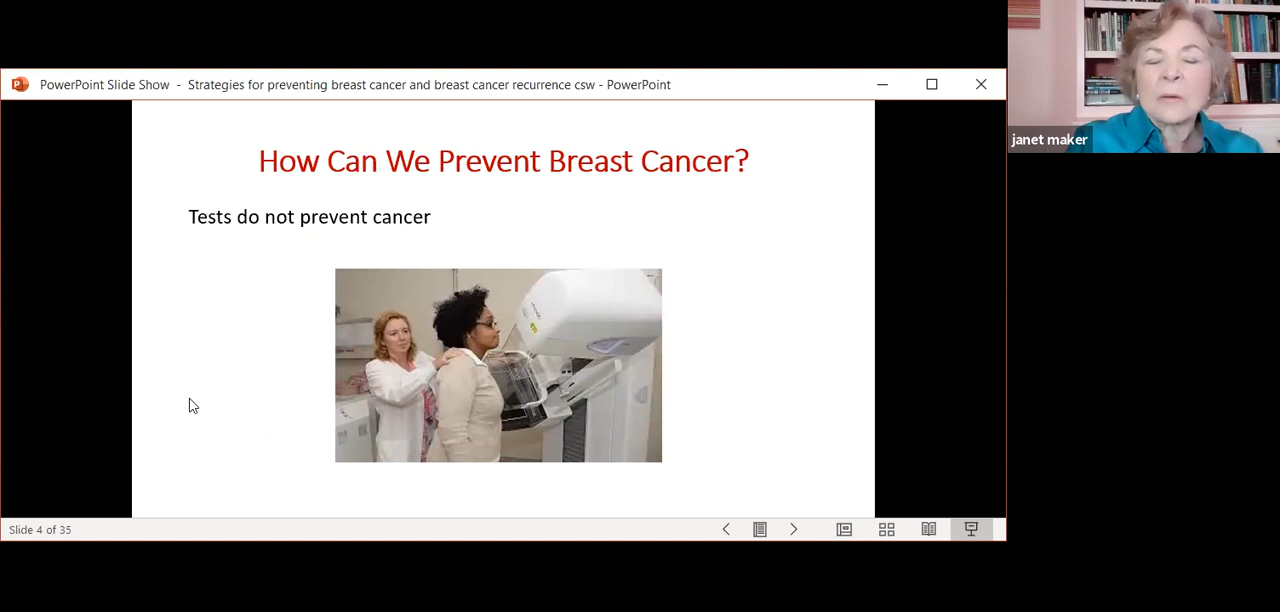 PowerPoint Slide Show - Strategies for preventing breast cancer and breast cancer recurrence csw - PowerPoint
janet maker
How Can We Prevent Breast Cancer?
Tests do not prevent cancer
Slide 4 of 35